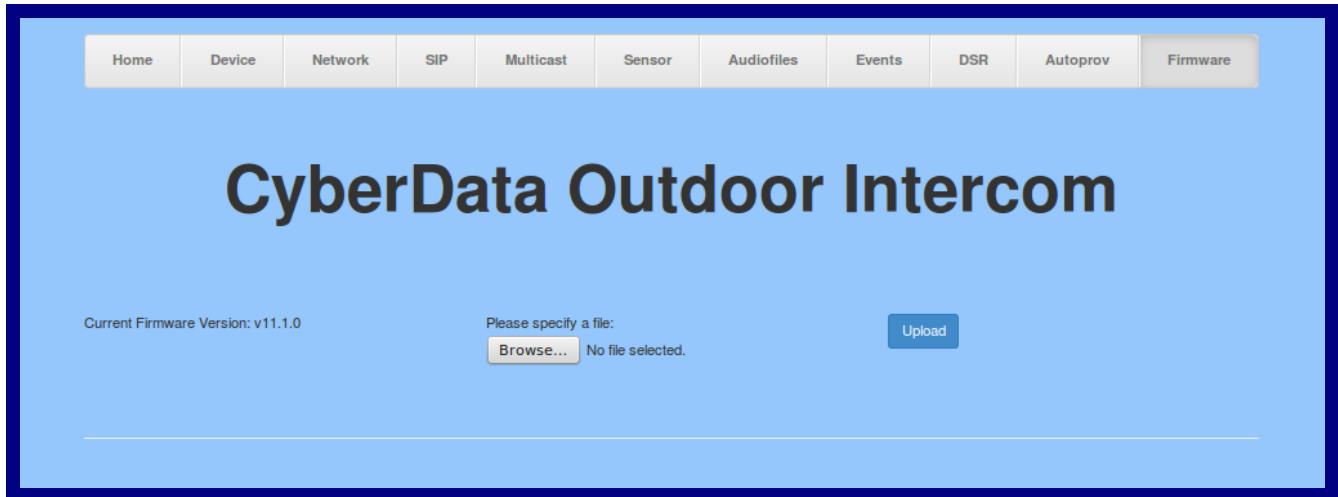 Home Device Network SIP Multicast Sensor Audiofiles Events DSR Autoprov Firmware
CyberData Outdoor Intercom
Current Firmware Version: v11.1.0
Please specify a file:
Browse... No file selected.
Upload